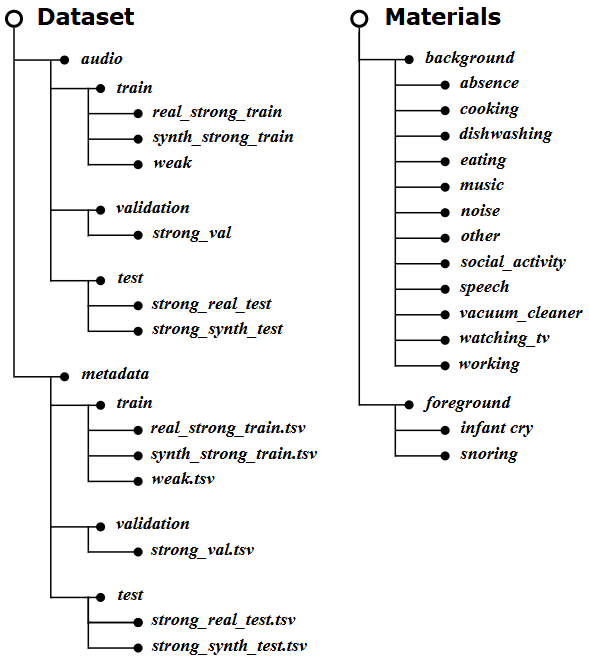 Dataset
audio
train
real_strong_train
synth_strong_train
weak
validation
strong_val
test
strong_real_test
strong_synth_test
metadata
train
real_strong_train.tsv
synth_strong_train.tsv
weak.tsv
validation
strong_val.tsv
test
strong_real_test.tsv
strong_synth_test.tsv
Materials
background
absence
cooking
dishwashing
eating
music
noise
other
social_activity
speech
vacuum_cleaner
watching_tv
working
foreground
infant cry
snoring